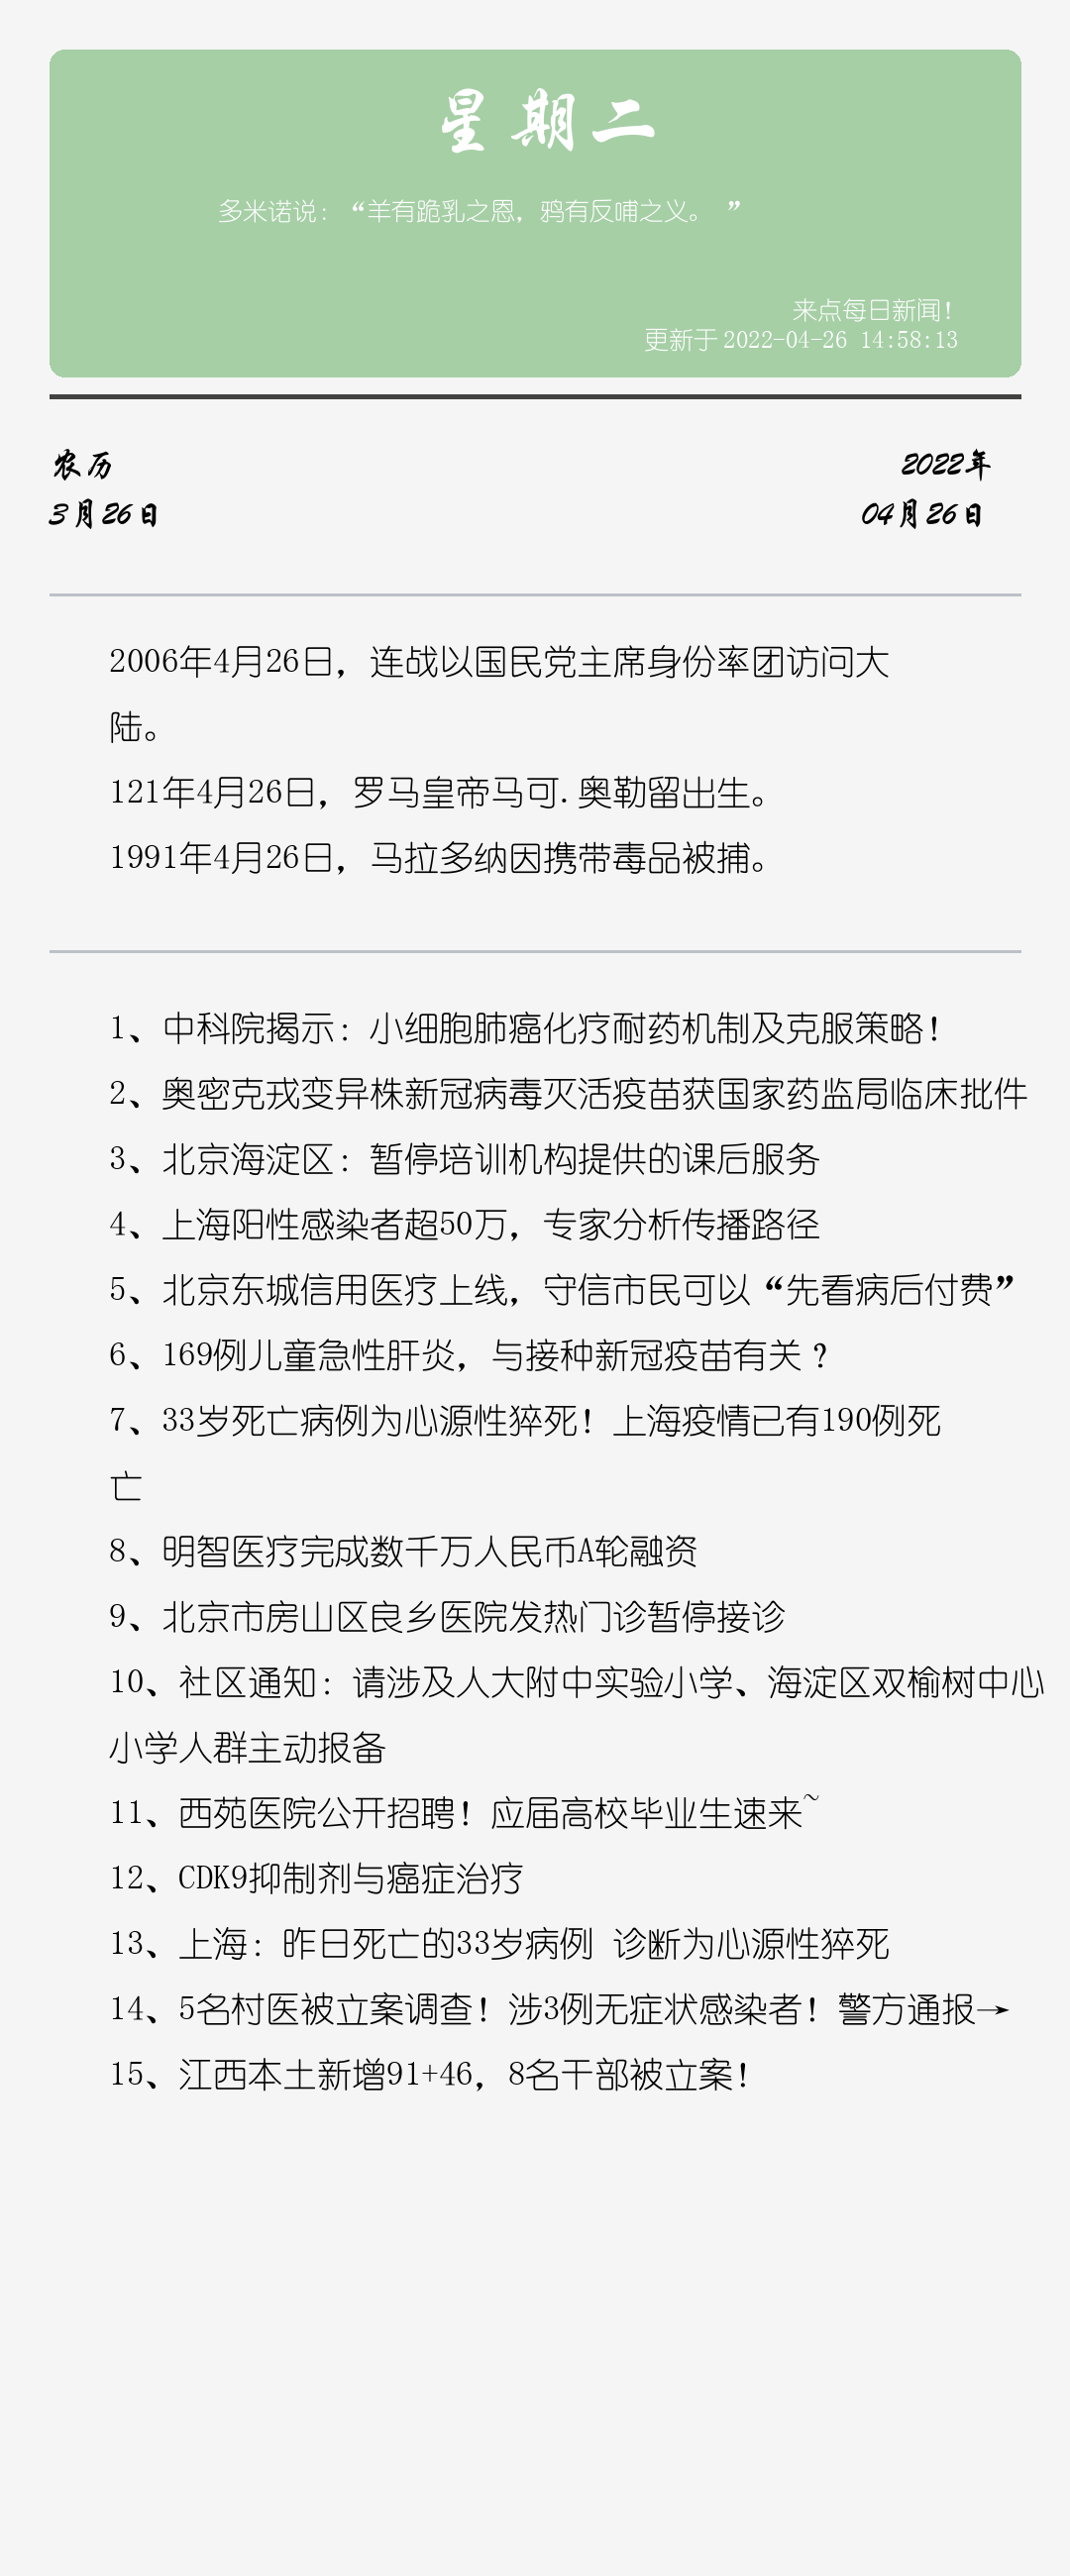 星期二
多米诺说：“羊有跪乳之恩，鸦有反哺之义。 ”
来点每日新闻！
更新于 2022-04-26 14:58:13
农历
2022年
3月26日
04月26日
2006年4月26日，连战以国民党主席身份率团访问大
陆。
121年4月26日，罗马皇帝马可.奥勒留出生。
1991年4月26日，马拉多纳因携带毒品被捕。
1、中科院揭示：小细胞肺癌化疗耐药机制及克服策略！
2、奥密克戎变异株新冠病毒灭活疫苗获国家药监局临床批件
3、北京海淀区：暂停培训机构提供的课后服务
4、上海阳性感染者超50万，专家分析传播路径
5、北京东城信用医疗上线，守信市民可以“先看病后付费”
6、169例儿童急性肝炎，与接种新冠疫苗有关？
7、33岁死亡病例为心源性猝死！上海疫情已有190例死
亡
8、明智医疗完成数千万人民币A轮融资
9、北京市房山区良乡医院发热门诊暂停接诊
10、社区通知：请涉及人大附中实验小学、海淀区双榆树中心
小学人群主动报备
11、西苑医院公开招聘！应届高校毕业生速来~
12、CDK9抑制剂与癌症治疗
13、上海：昨日死亡的33岁病例 诊断为心源性猝死
14、5名村医被立案调查！涉3例无症状感染者！警方通报→
15、江西本土新增91+46，8名干部被立案！